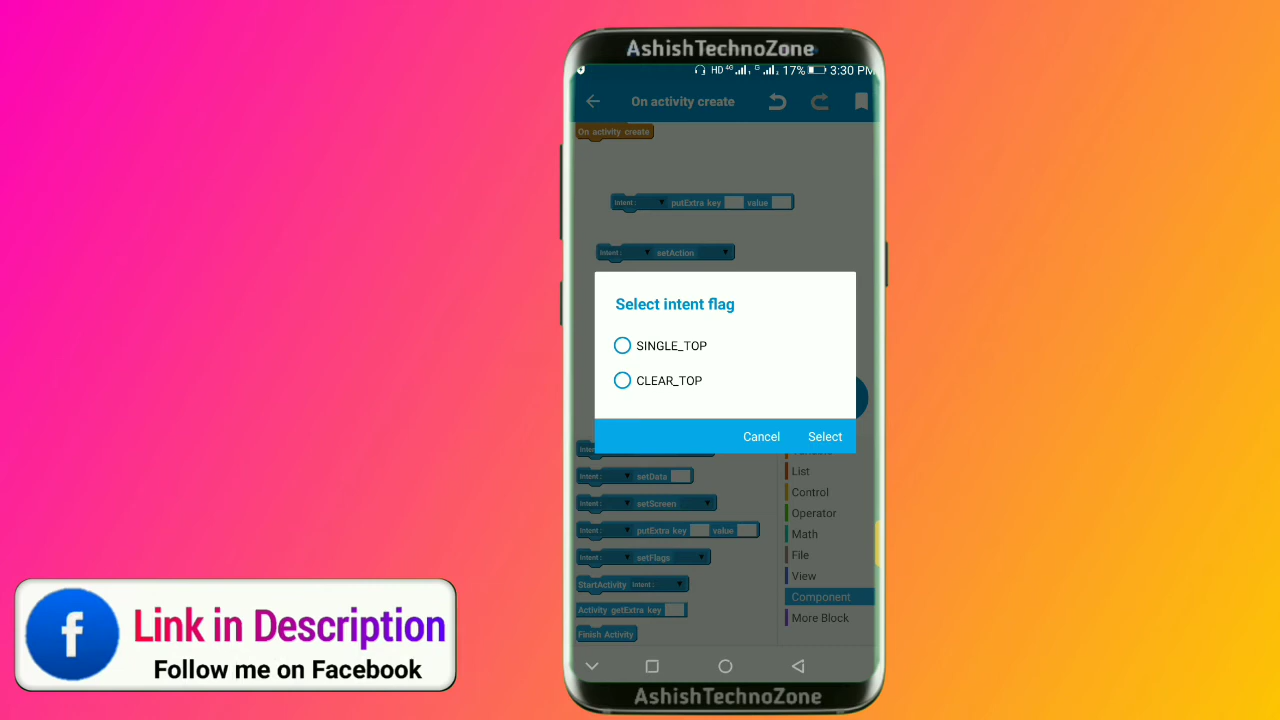 AshishTechnoZone
HD 4G G 17% 3:30 PM
On activity create
On activity create
Intent: putExtra key value
Intent: setAction
Select intent flag
SINGLE_TOP
CLEAR_TOP
Cancel Select
Intent: setData
Intent: setScreen
Intent: putExtra key value
Intent: setFlags
StartActivity Intent:
Activity getExtra key
Finish Activity
List
Control
Operator
Math
File
View
Component
More Block
AshishTechnoZone
f
Link in Description
Follow me on Facebook